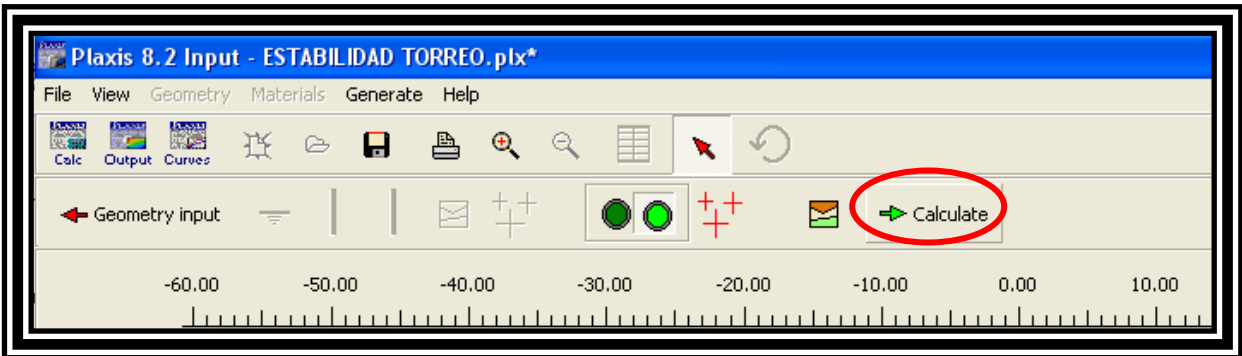 Plaxis 8.2 Input - ESTABILIDAD TORREO.plx*
File View Geometry Materials Generate Help
Calc Output Curves
Geometry input Calculate
-60.00 -50.00 -40.00 -30.00 -20.00 -10.00 0.00 10.00